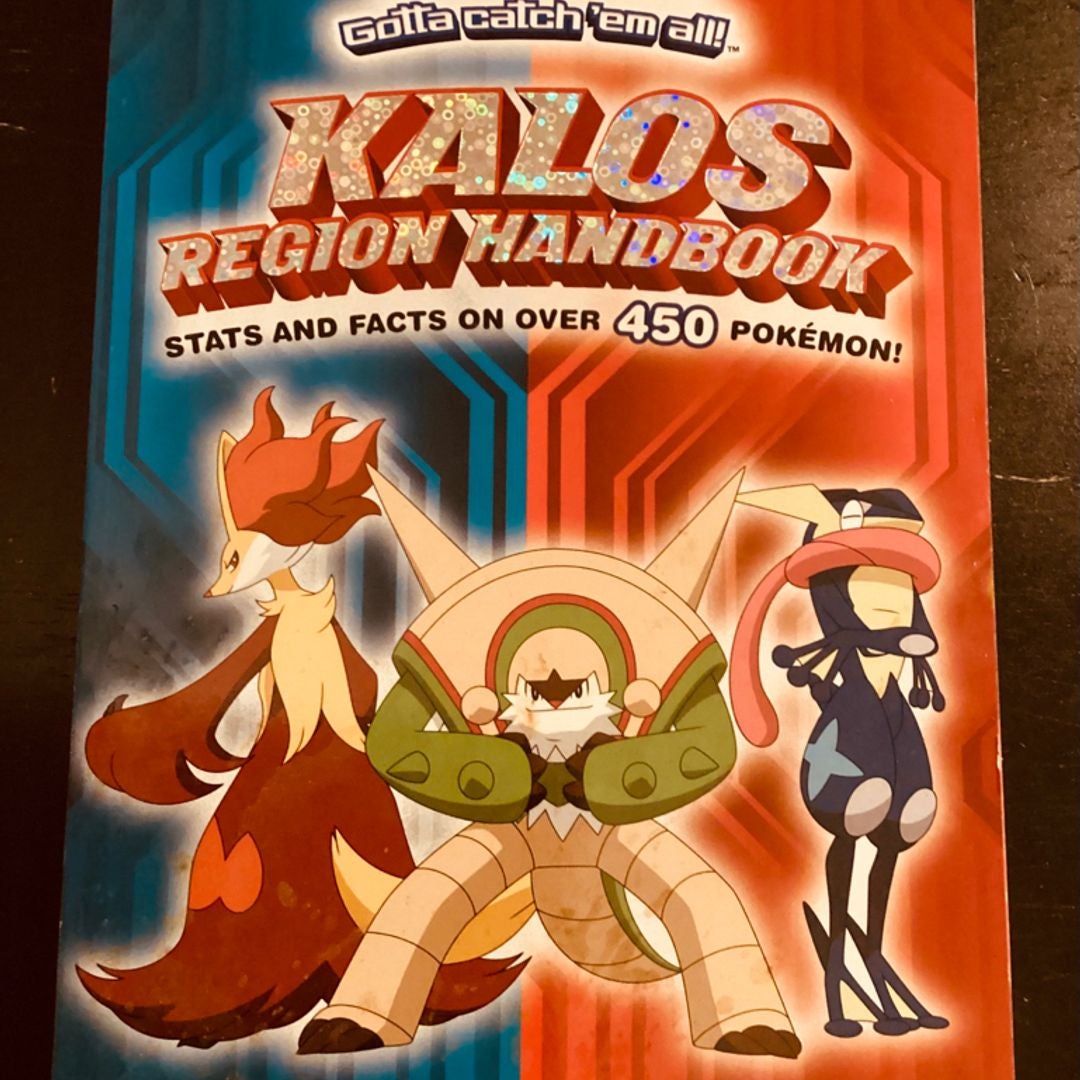 Gotta catch 'em all!™
KALOS
REGION HANDBOOK
STATS AND FACTS ON OVER 450 POKÉMON!